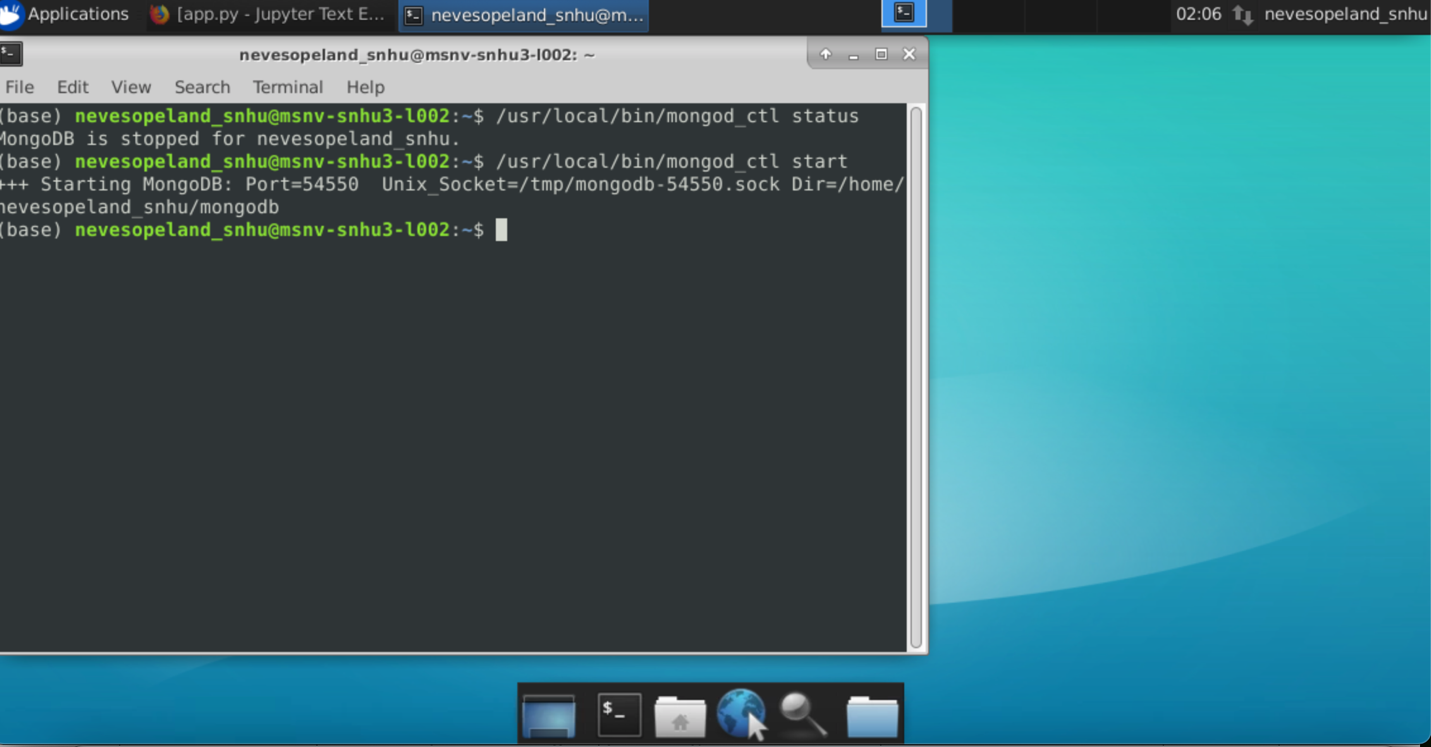 Applications
[app.py - Jupyter Text E...
nevesopeland_snhu@m...
02:06
nevesopeland_snhu
nevesopeland_snhu@msnv-snhu3-l002: ~
File Edit View Search Terminal Help
(base) nevesopeland_snhu@msnv-snhu3-l002:~$ /usr/local/bin/mongod_ctl status
MongoDB is stopped for nevesopeland_snhu.
(base) nevesopeland_snhu@msnv-snhu3-l002:~$ /usr/local/bin/mongod_ctl start
+++ Starting MongoDB: Port=54550  Unix_Socket=/tmp/mongodb-54550.sock Dir=/home/
nevesopeland_snhu/mongodb
(base) nevesopeland_snhu@msnv-snhu3-l002:~$
$_